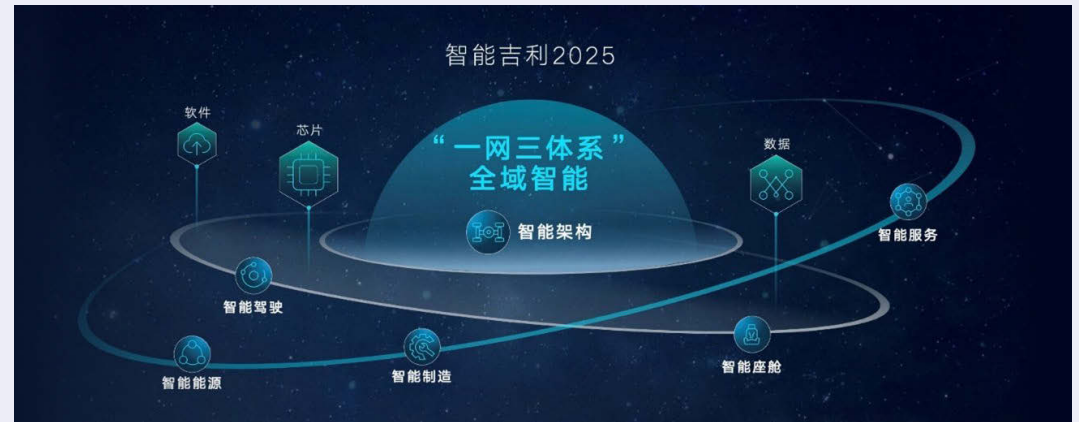 智能吉利2025
软件
芯片
“一网三体系”
全域智能
数据
智能架构
智能服务
智能驾驶
智能座舱
智能制造
智能能源